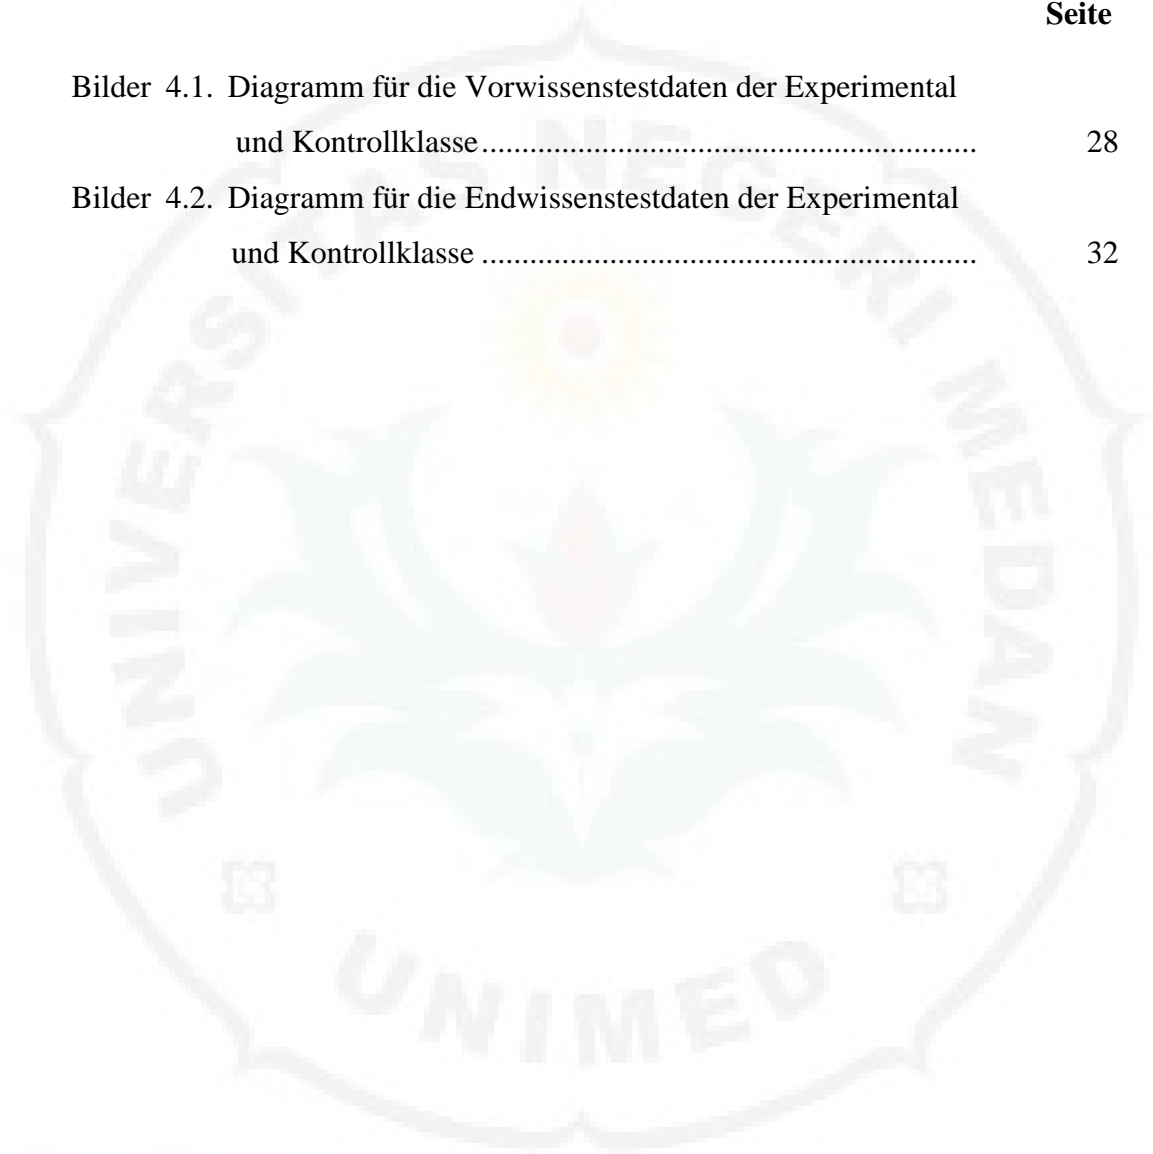 Seite
Bilder 4.1. Diagramm für die Vorwissenstestdaten der Experimental
und Kontrollklasse............................................................. 28
Bilder 4.2. Diagramm für die Endwissenstestdaten der Experimental
und Kontrollklasse ............................................................. 32
UNIVERSITAS NEGERI MEDAN
UNIMED